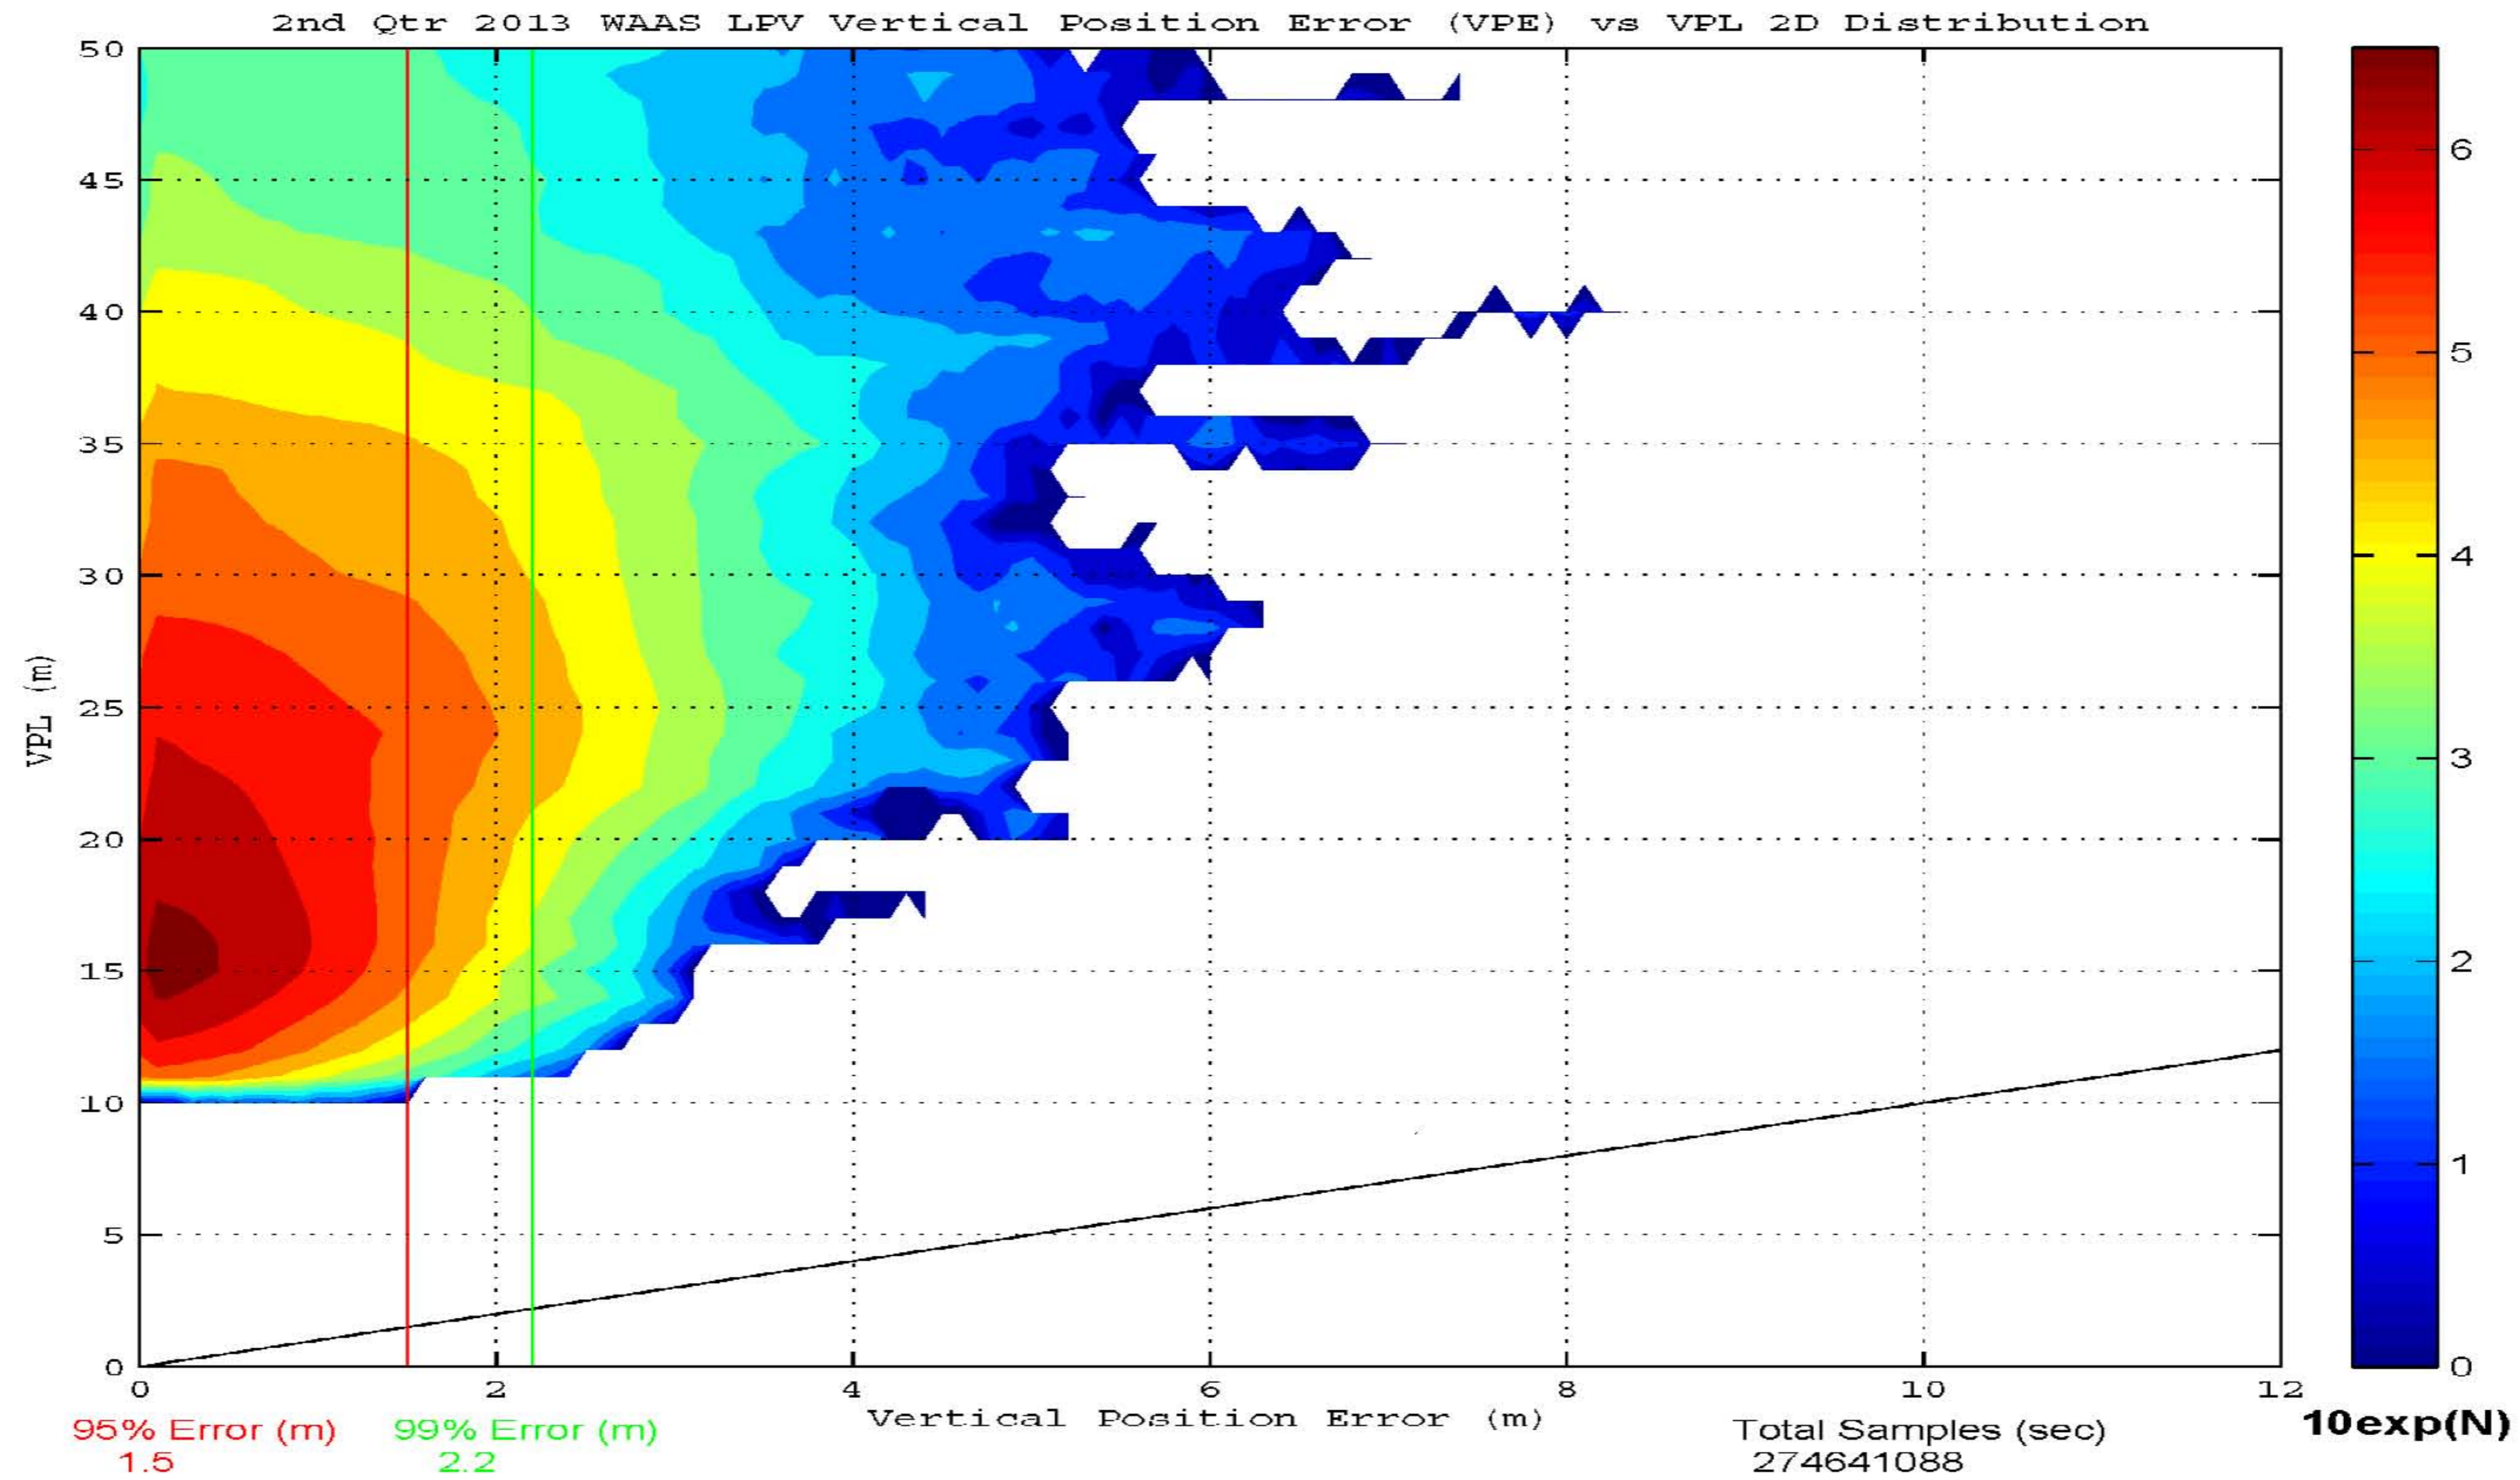 2nd Qtr 2013 WAAS LPV Vertical Position Error (VPE) vs VPL 2D Distribution
50
45
40
35
30
25
20
15
10
5
0
VPL (m)
0 2 4 6 8 10 12
Vertical Position Error (m)
6
5
4
3
2
1
0
10exp(N)
95% Error (m)
1.5
99% Error (m)
2.2
Total Samples (sec)
274641088